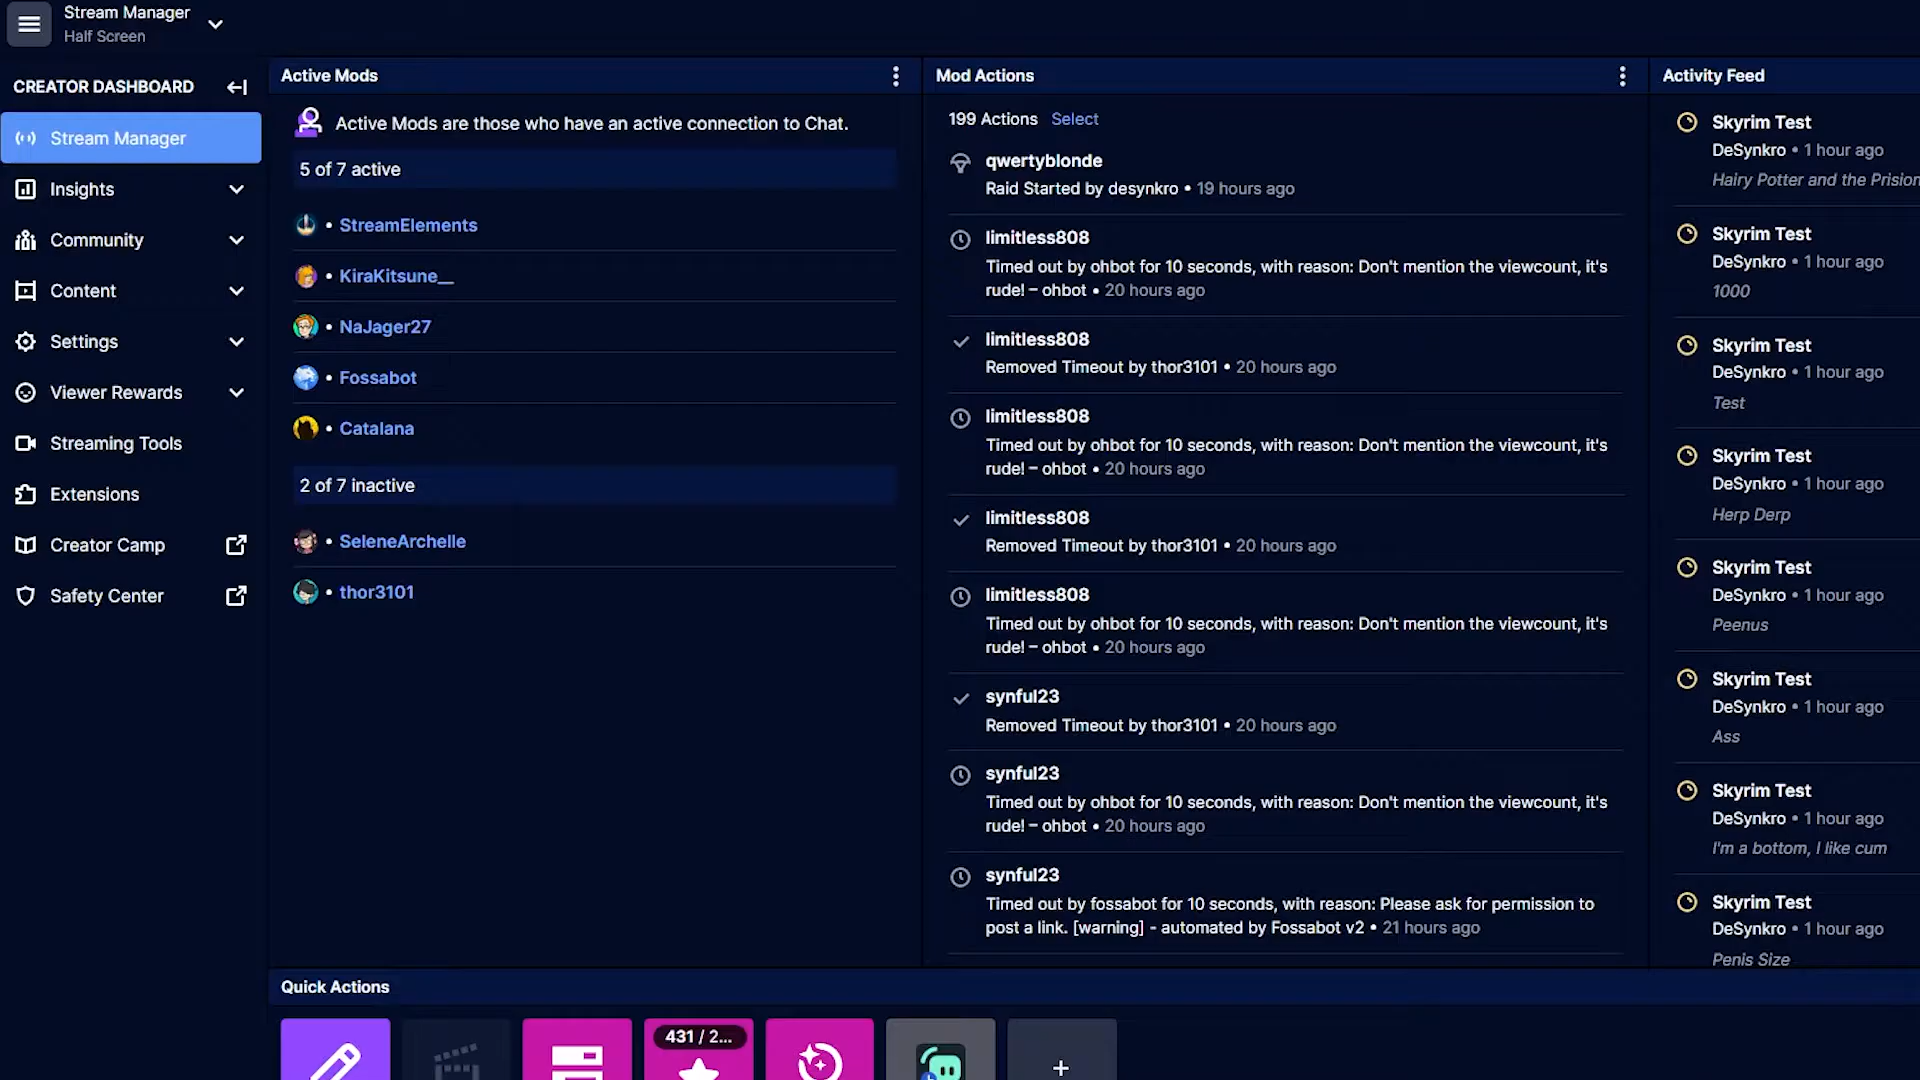 Stream Manager
Half Screen
CREATOR DASHBOARD
Stream Manager
Insights
Community
Content
Settings
Viewer Rewards
Streaming Tools
Extensions
Creator Camp
Safety Center
Active Mods
Active Mods are those who have an active connection to Chat.
5 of 7 active
• StreamElements
• KiraKitsune__
• NaJager27
• Fossabot
• Catalana
2 of 7 inactive
• SeleneArchelle
• thor3101
Mod Actions
199 Actions Select
qwertyblonde
Raid Started by desynkro • 19 hours ago
limitless808
Timed out by ohbot for 10 seconds, with reason: Don't mention the viewcount, it's
rude! – ohbot • 20 hours ago
limitless808
Removed Timeout by thor3101 • 20 hours ago
limitless808
Timed out by ohbot for 10 seconds, with reason: Don't mention the viewcount, it's
rude! – ohbot • 20 hours ago
limitless808
Removed Timeout by thor3101 • 20 hours ago
limitless808
Timed out by ohbot for 10 seconds, with reason: Don't mention the viewcount, it's
rude! – ohbot • 20 hours ago
synful23
Removed Timeout by thor3101 • 20 hours ago
synful23
Timed out by ohbot for 10 seconds, with reason: Don't mention the viewcount, it's
rude! – ohbot • 20 hours ago
synful23
Timed out by fossabot for 10 seconds, with reason: Please ask for permission to
post a link. [warning] - automated by Fossabot v2 • 21 hours ago
Activity Feed
Skyrim Test
DeSynkro • 1 hour ago
Hairy Potter and the Prision
Skyrim Test
DeSynkro • 1 hour ago
1000
Skyrim Test
DeSynkro • 1 hour ago
Test
Skyrim Test
DeSynkro • 1 hour ago
Herp Derp
Skyrim Test
DeSynkro • 1 hour ago
Peenus
Skyrim Test
DeSynkro • 1 hour ago
Ass
Skyrim Test
DeSynkro • 1 hour ago
I'm a bottom, I like cum
Skyrim Test
DeSynkro • 1 hour ago
Penis Size
Quick Actions
431 / 2...